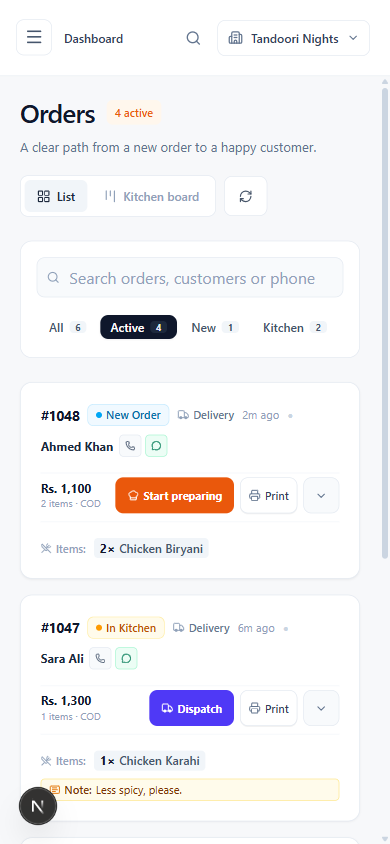 Dashboard
Tandoori Nights
Orders
4 active
A clear path from a new order to a happy customer.
List
Kitchen board
Search orders, customers or phone
All 6
Active 4
New 1
Kitchen 2
#1048
New Order
Delivery
2m ago
Ahmed Khan
Rs. 1,100
2 items · COD
Start preparing
Print
Items:
2× Chicken Biryani
#1047
In Kitchen
Delivery
6m ago
Sara Ali
Rs. 1,300
1 items · COD
Dispatch
Print
Items:
1× Chicken Karahi
Note: Less spicy, please.
N